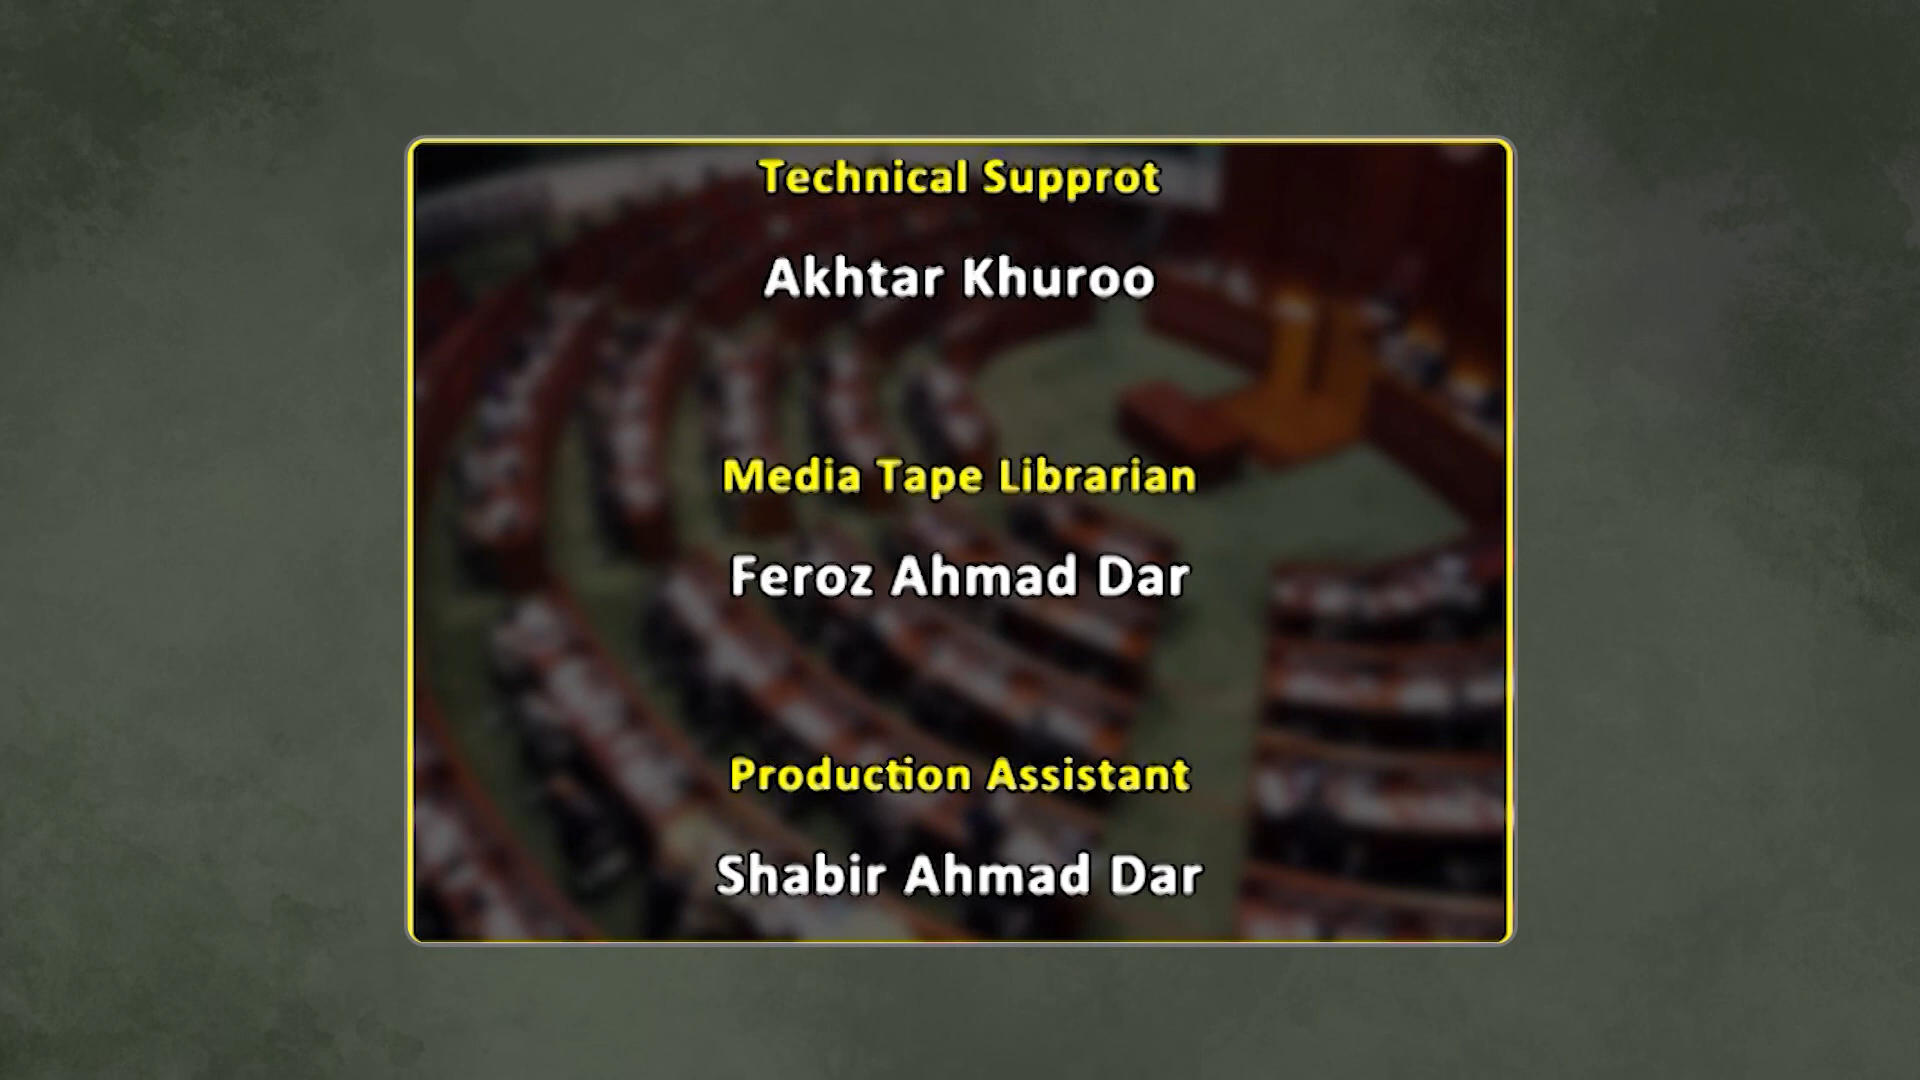 Technical Supprot
Akhtar Khuroo
Media Tape Librarian
Feroz Ahmad Dar
Production Assistant
Shabir Ahmad Dar